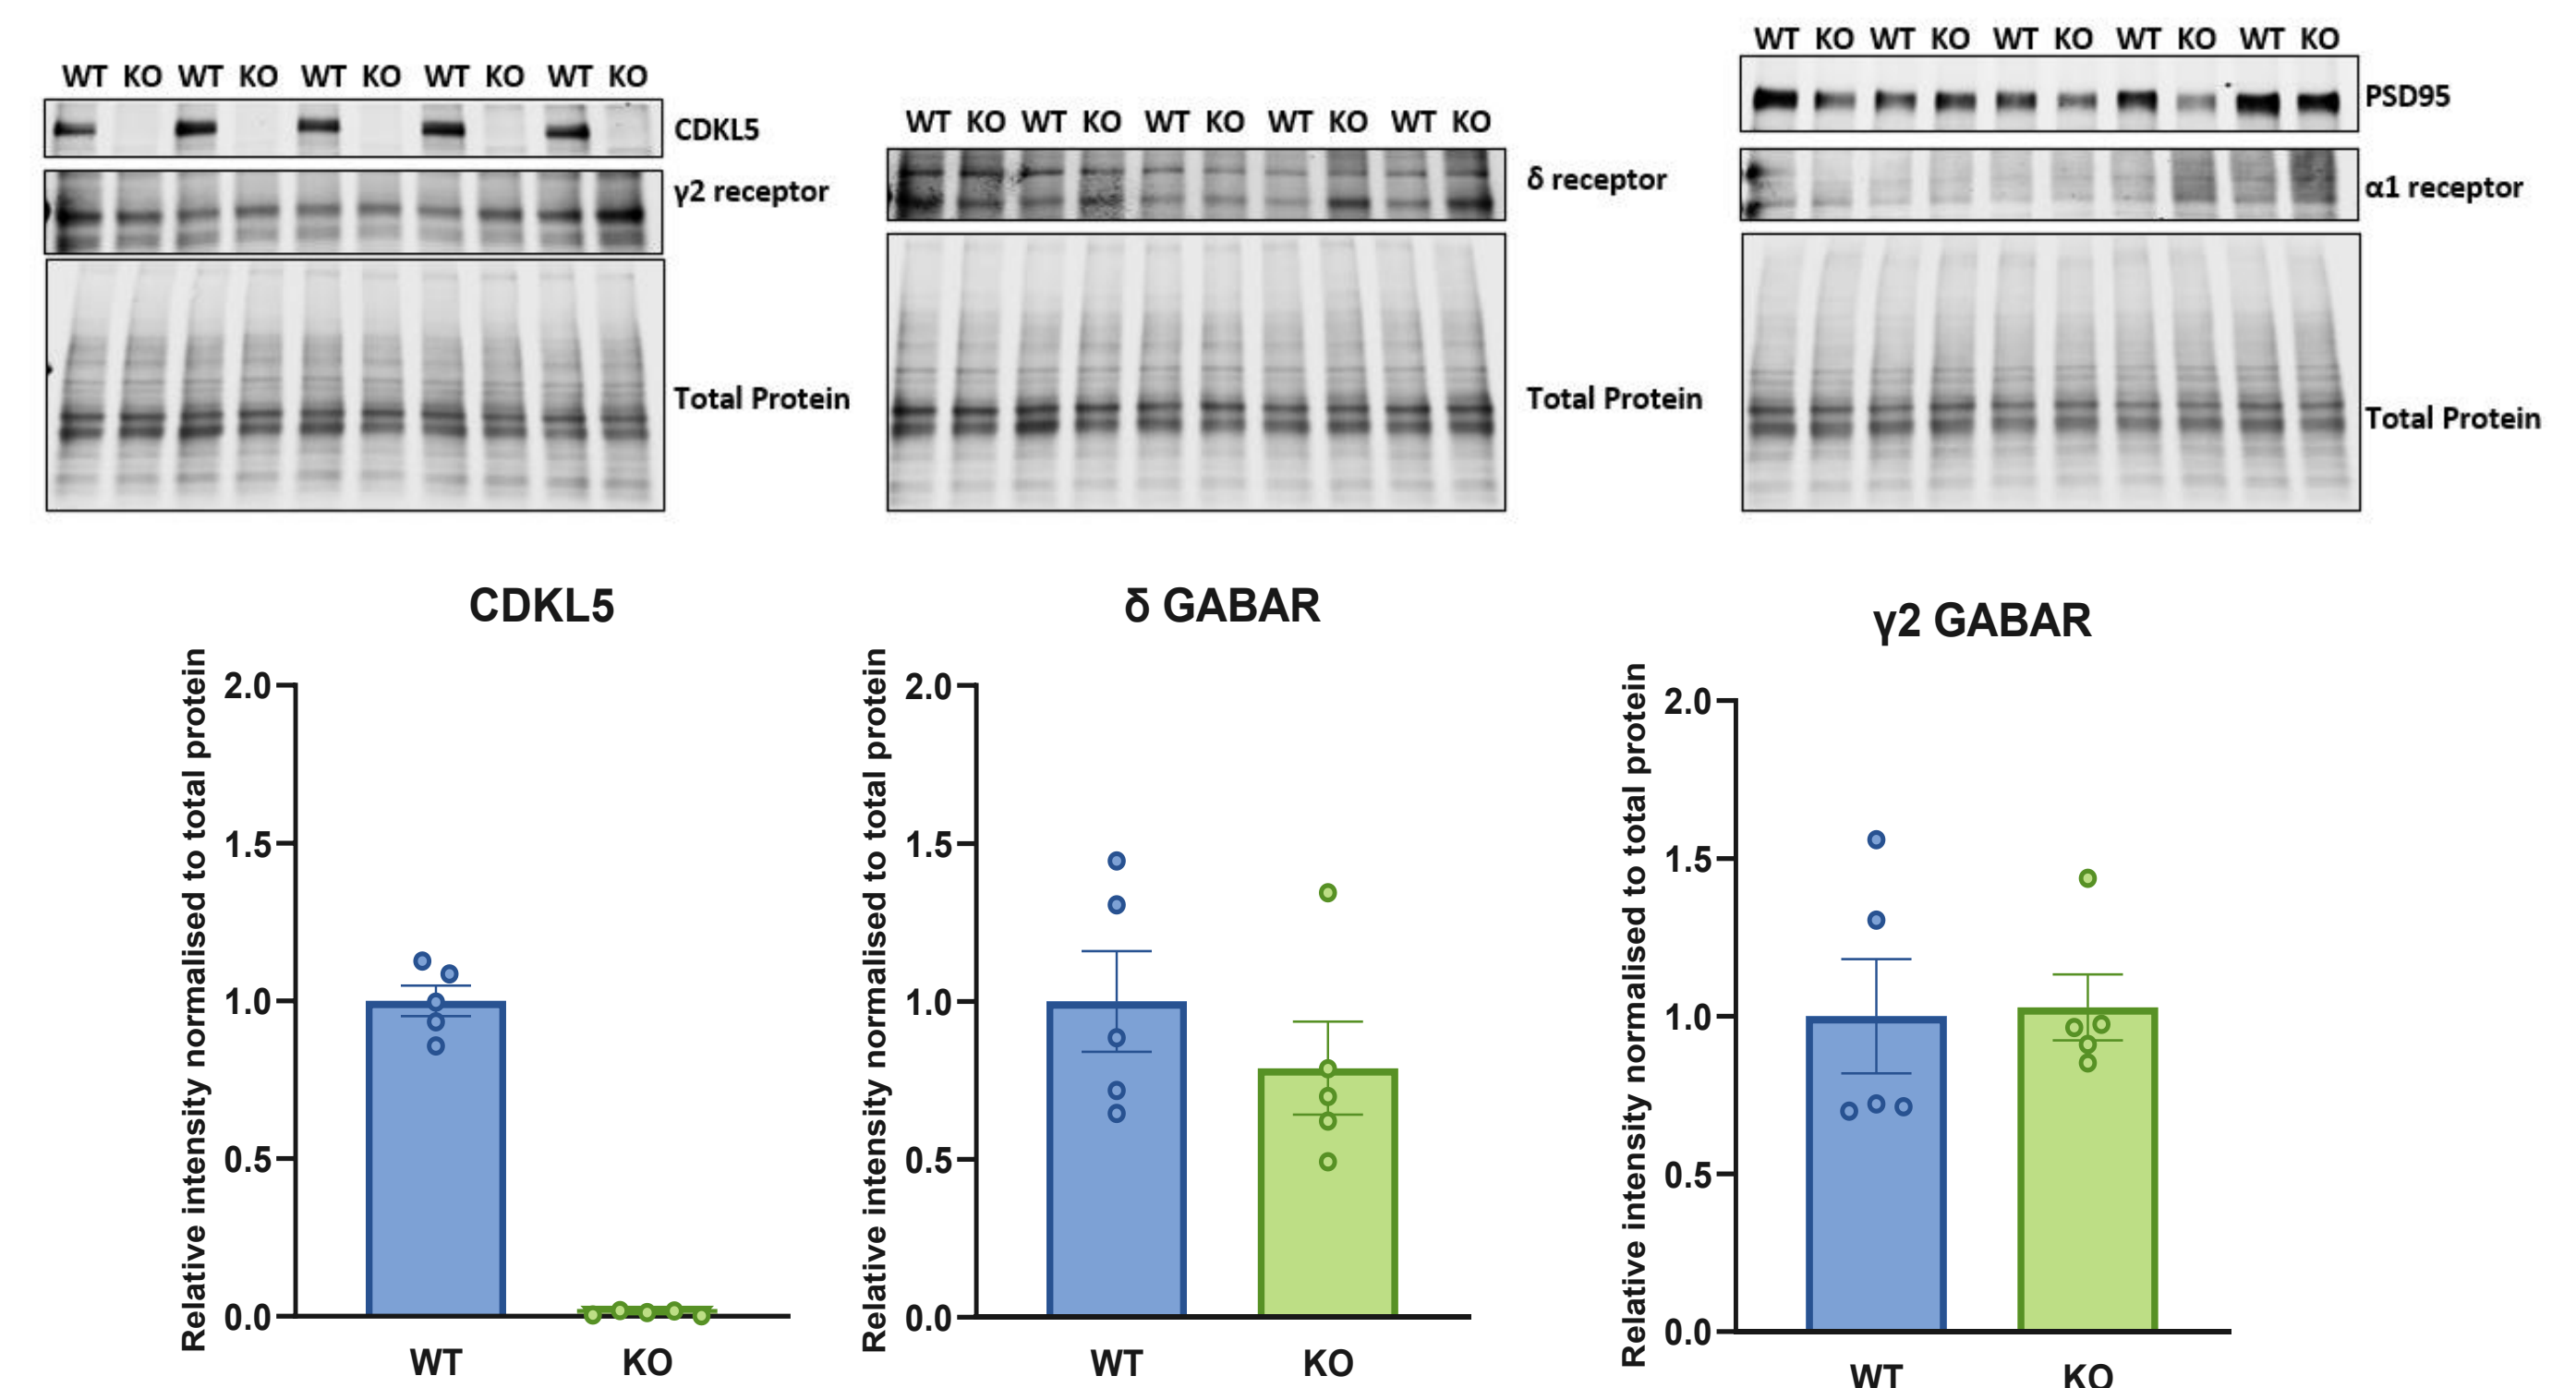 WT KO WT KO WT KO WT KO WT KO
CDKL5
γ2 receptor
Total Protein
WT KO WT KO WT KO WT KO WT KO
δ receptor
Total Protein
WT KO WT KO WT KO WT KO WT KO
PSD95
α1 receptor
Total Protein
CDKL5
Relative intensity normalised to total protein
2.0
1.5
1.0
0.5
0.0
WT KO
δ GABAR
Relative intensity normalised to total protein
2.0
1.5
1.0
0.5
0.0
WT KO
γ2 GABAR
Relative intensity normalised to total protein
2.0
1.5
1.0
0.5
0.0
WT KO